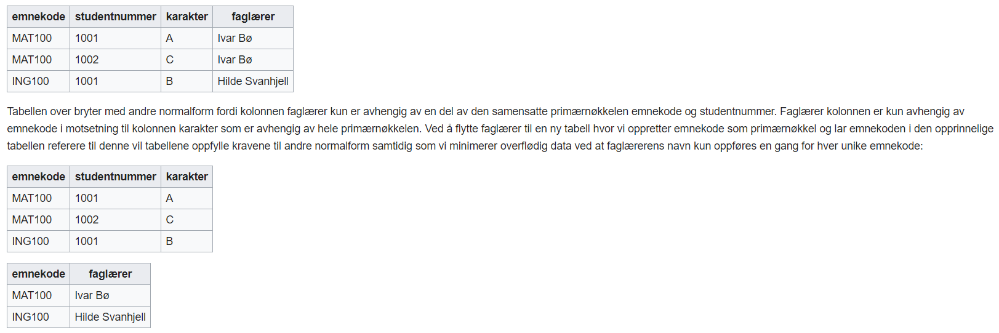 emnekode studentnummer karakter faglærer
MAT100 1001 A Ivar Bø
MAT100 1002 C Ivar Bø
ING100 1001 B Hilde Svanhjell
Tabellen over bryter med andre normalform fordi kolonnen faglærer kun er avhengig av en del av den samensatte primærnøkkelen emnekode og studentnummer. Faglærer kolonnen er kun avhengig av
emnekode i motsetning til kolonnen karakter som er avhengig av hele primærnøkkelen. Ved å flytte faglærer til en ny tabell hvor vi oppretter emnekode som primærnøkkel og lar emnekoden i den opprinnelige
tabellen referere til denne vil tabellene oppfylle kravene til andre normalform samtidig som vi minimerer overflødig data ved at faglærerens navn kun oppføres en gang for hver unike emnekode:
emnekode studentnummer karakter
MAT100 1001 A
MAT100 1002 C
ING100 1001 B
emnekode faglærer
MAT100 Ivar Bø
ING100 Hilde Svanhjell